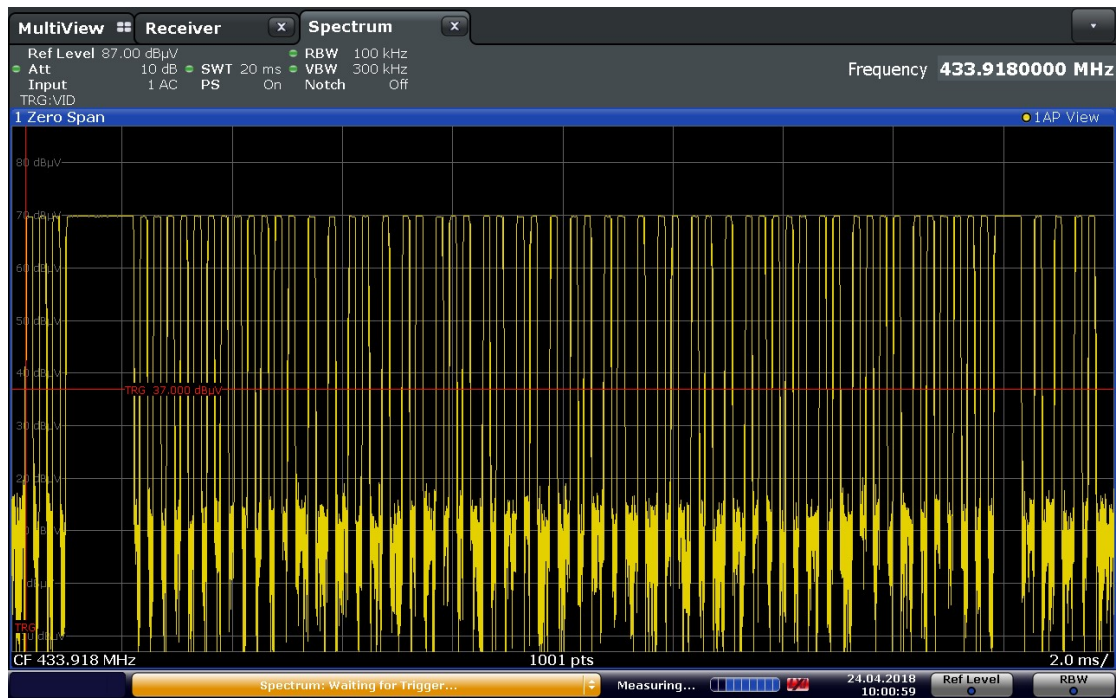 MultiView Receiver X Spectrum X
Ref Level 87.00 dBµV RBW 100 kHz
Att 10 dB SWT 20 ms VBW 300 kHz
Input 1 AC PS On Notch Off
Frequency 433.9180000 MHz
TRG:VID
1 Zero Span 1AP View
80 dBµV
70 dBµV
60 dBµV
50 dBµV
40 dBµV
TRG 37.000 dBµV
30 dBµV
20 dBµV
TRG
CF 433.918 MHz 1001 pts 2.0 ms/
Spectrum: Waiting for Trigger... Measuring... 24.04.2018 Ref Level RBW
10:00:59